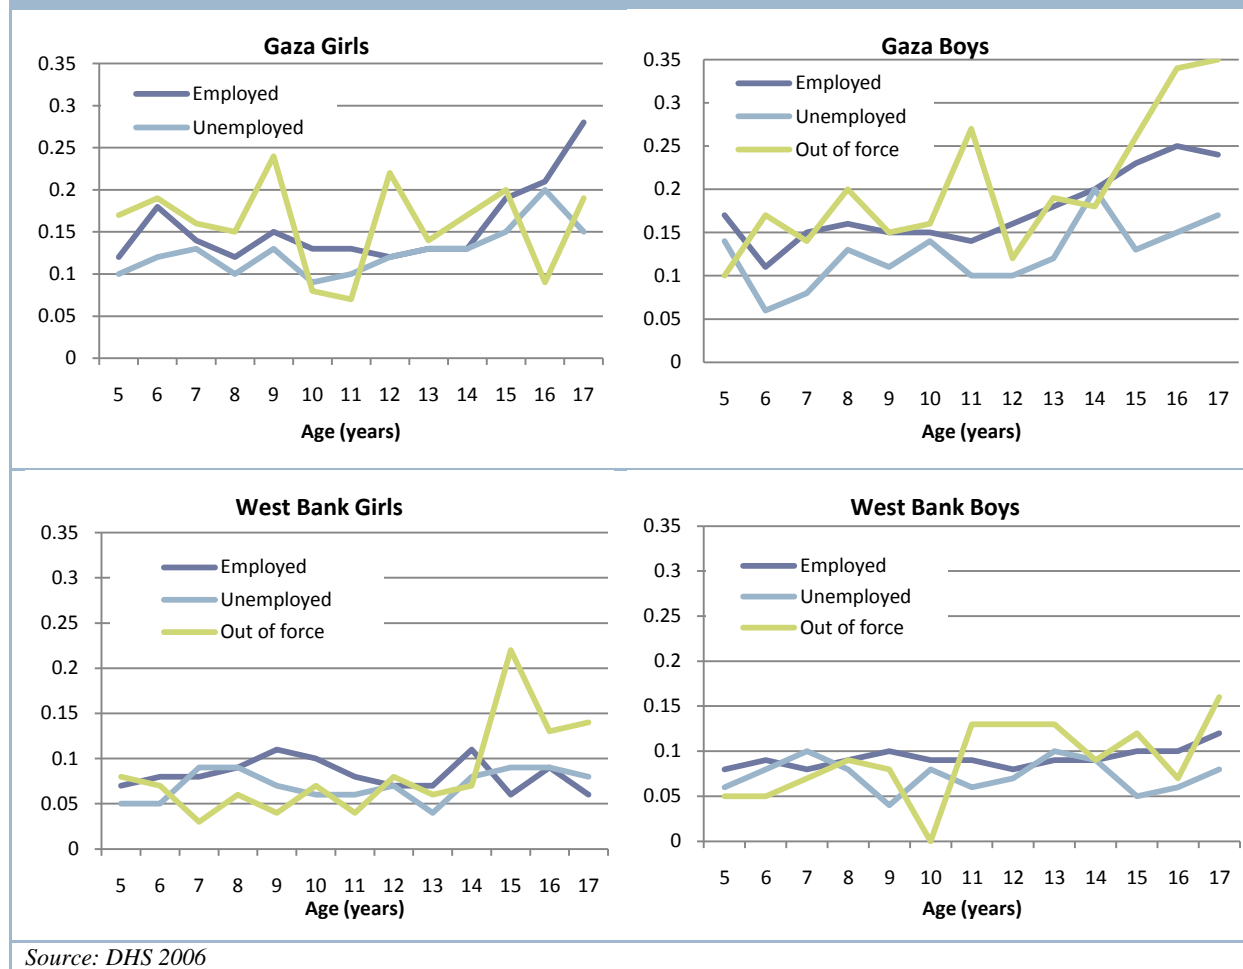 Gaza Girls
0.35
0.3
0.25
0.2
0.15
0.1
0.05
0
Employed
Unemployed
5 6 7 8 9 10 11 12 13 14 15 16 17
Age (years)
Gaza Boys
0.35
0.3
0.25
0.2
0.15
0.1
0.05
0
Employed
Unemployed
Out of force
5 6 7 8 9 10 11 12 13 14 15 16 17
Age (years)
West Bank Girls
0.35
0.3
0.25
0.2
0.15
0.1
0.05
0
Employed
Unemployed
Out of force
5 6 7 8 9 10 11 12 13 14 15 16 17
Age (years)
West Bank Boys
0.35
0.3
0.25
0.2
0.15
0.1
0.05
0
Employed
Unemployed
Out of force
5 6 7 8 9 10 11 12 13 14 15 16 17
Age (years)
Source: DHS 2006